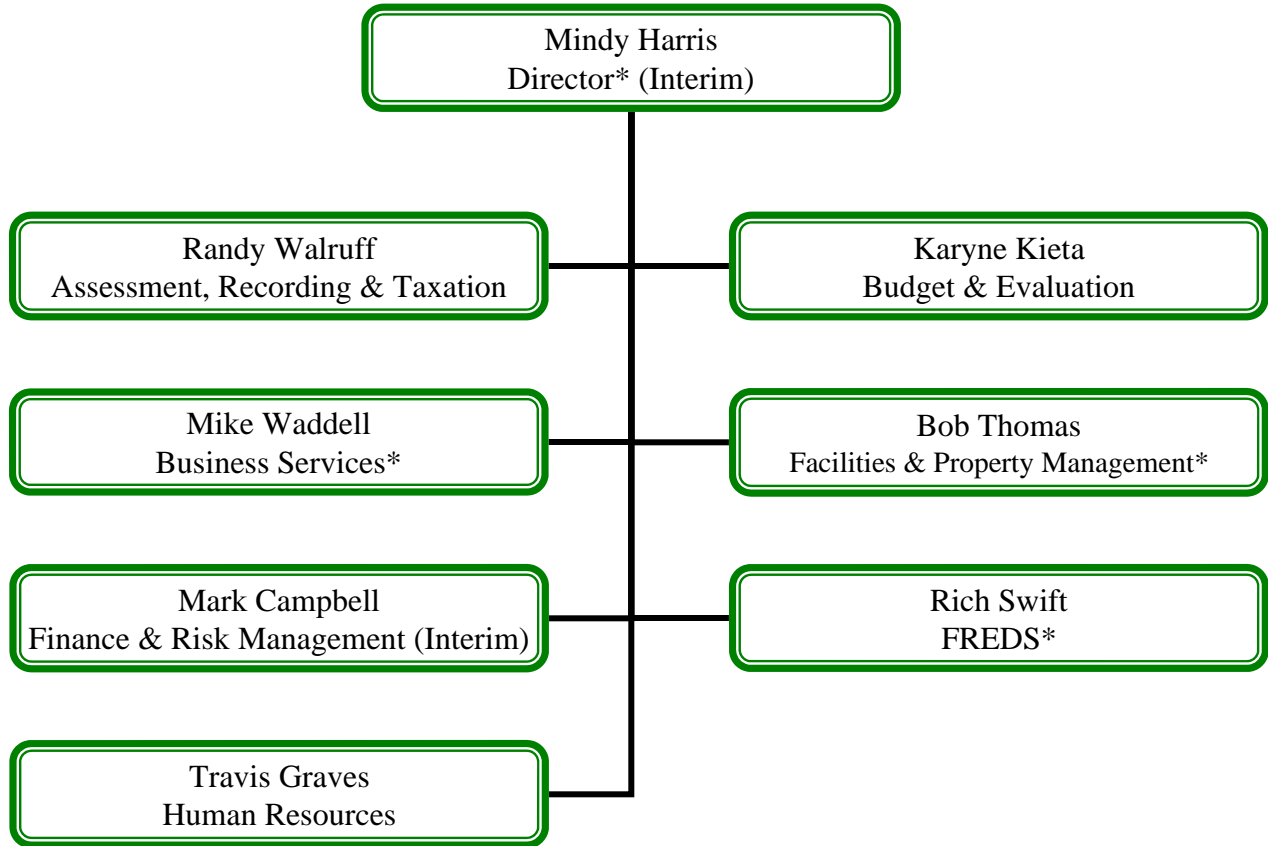 Mindy Harris
Director* (Interim)
Randy Walruff
Assessment, Recording & Taxation
Karyne Kieta
Budget & Evaluation
Mike Waddell
Business Services*
Bob Thomas
Facilities & Property Management*
Mark Campbell
Finance & Risk Management (Interim)
Rich Swift
FREDS*
Travis Graves
Human Resources